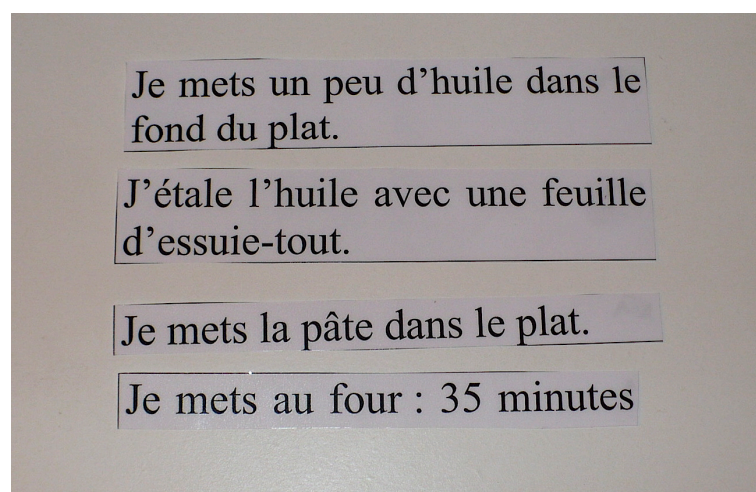 Je mets un peu d’huile dans le
fond du plat.
J’étale l’huile avec une feuille
d’essuie-tout.
Je mets la pâte dans le plat.
Je mets au four : 35 minutes